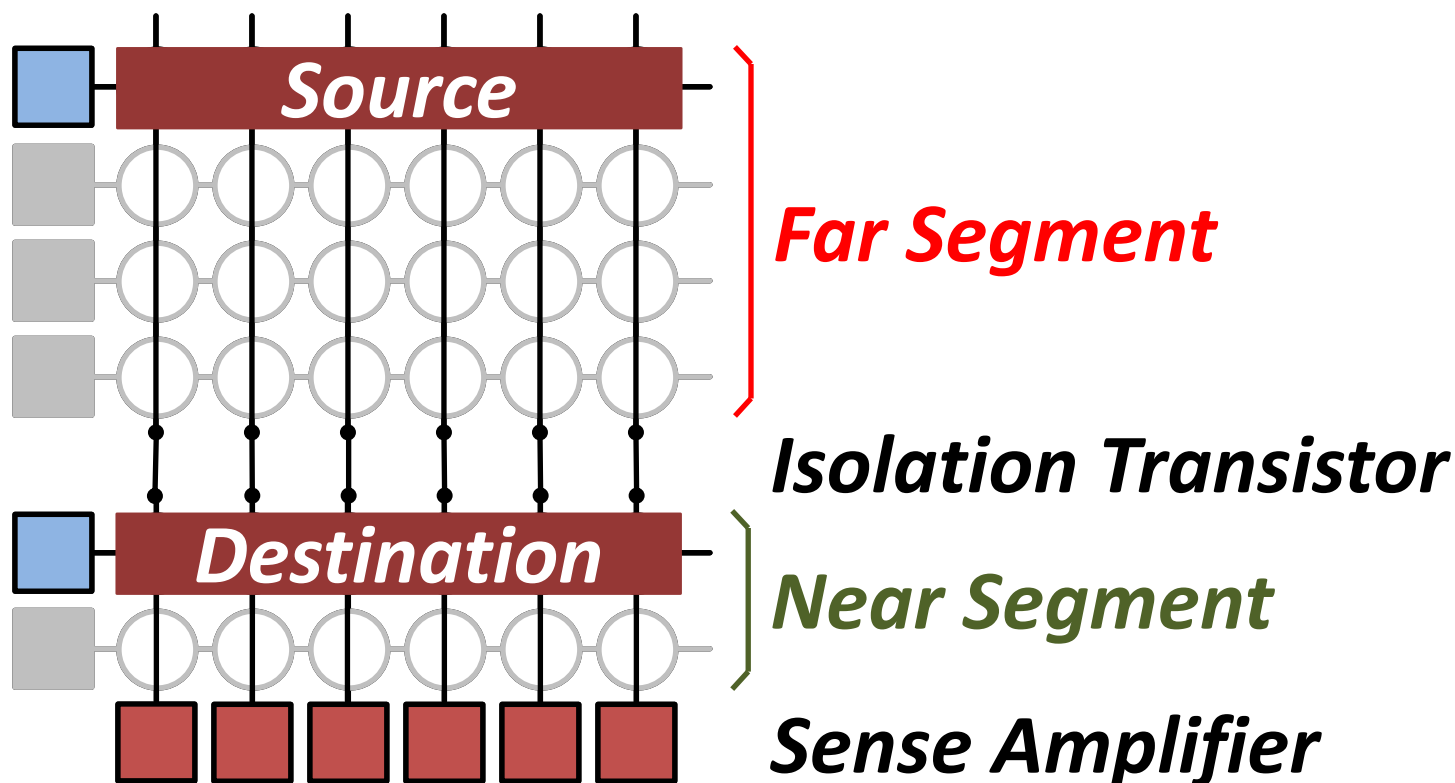 Source
Far Segment
Isolation Transistor
Destination
Near Segment
Sense Amplifier